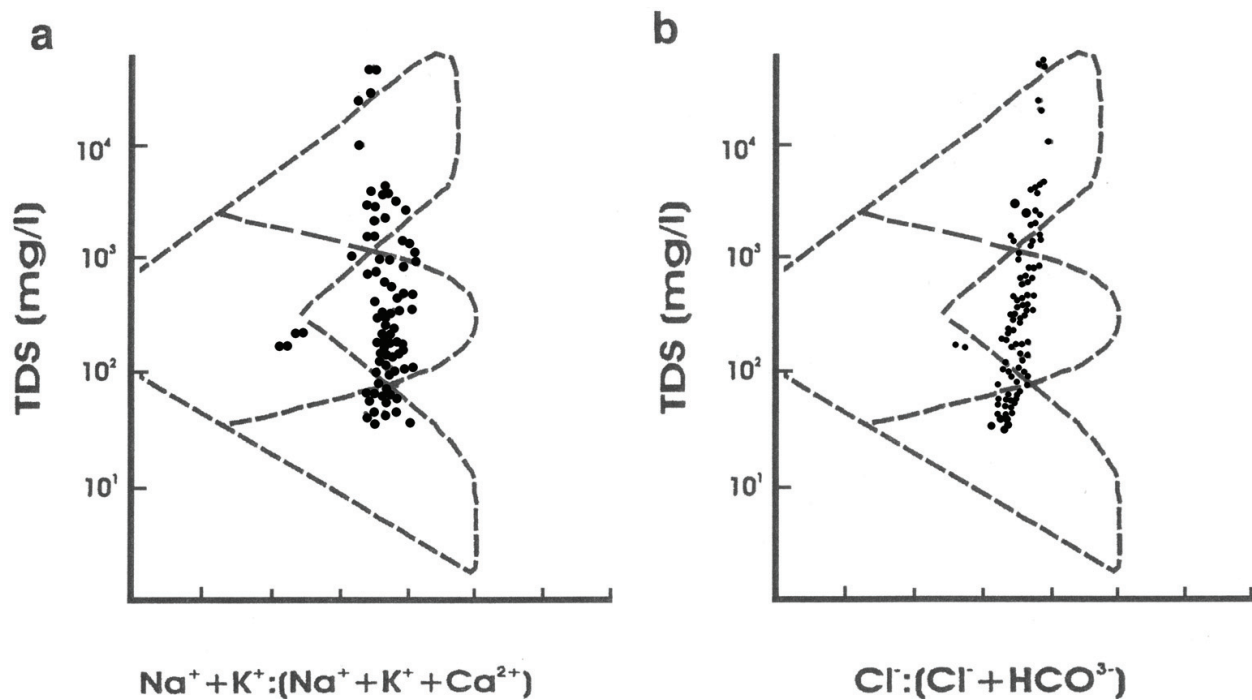 a
b
10⁴
10³
10²
10¹
TDS (mg/l)
Na⁺+K⁺:(Na⁺+K⁺+Ca²⁺)
10⁴
10³
10²
10¹
TDS (mg/l)
Cl⁻:(Cl⁻+HCO³⁻)